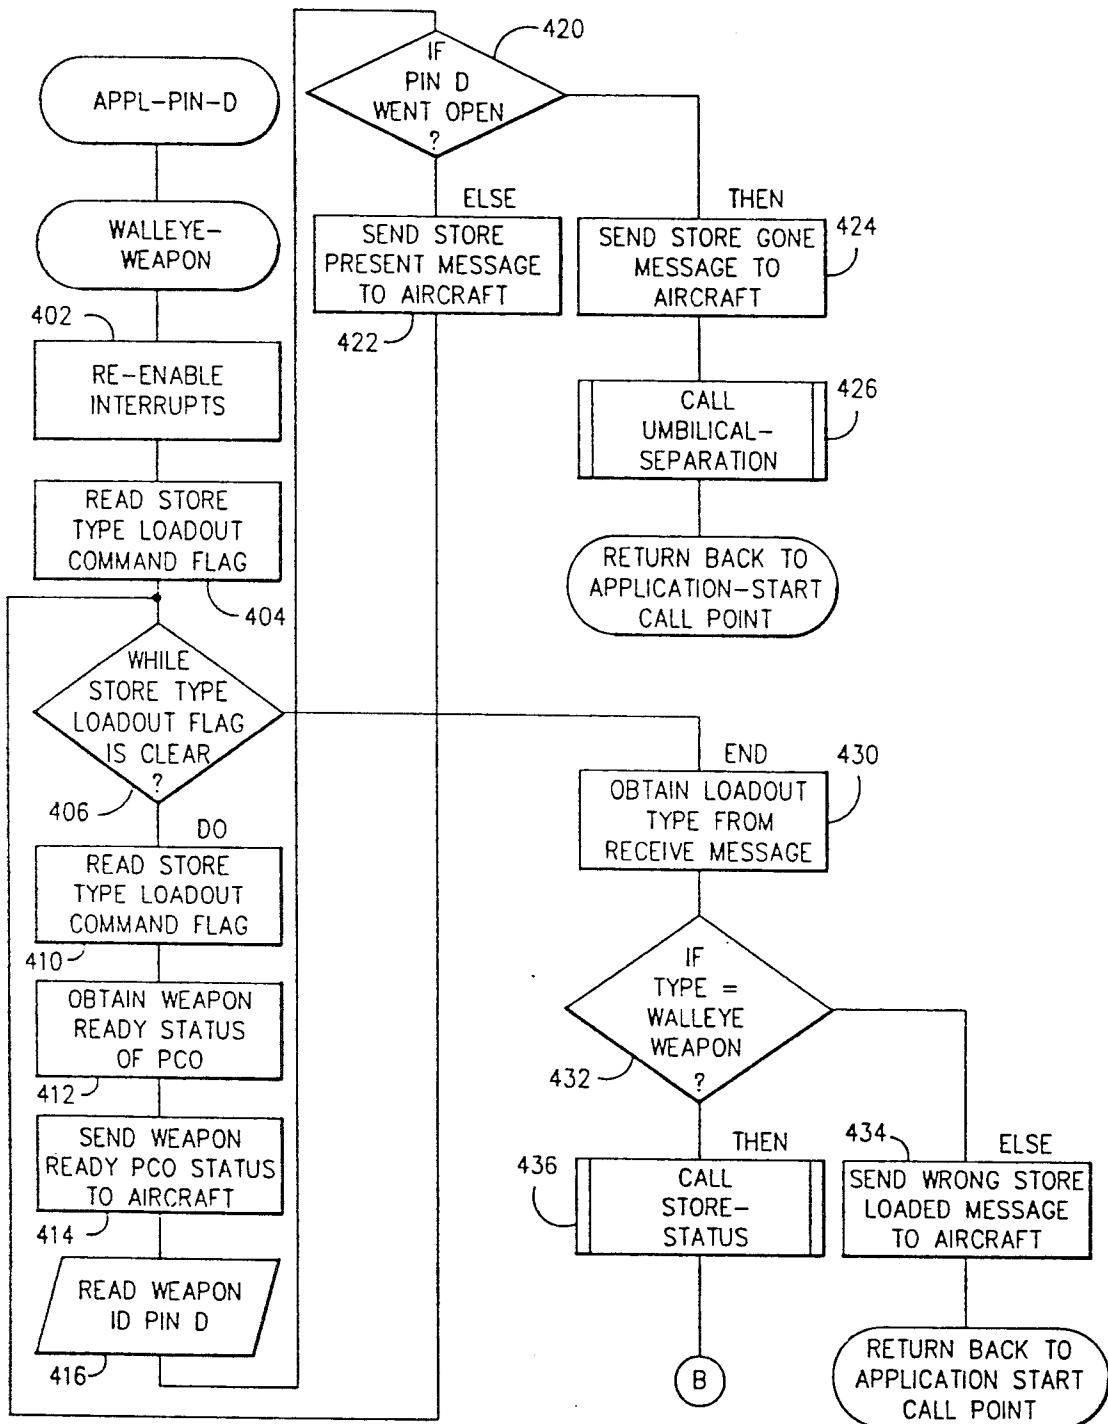 APPL-PIN-D
WALLEYE-
WEAPON
402
RE-ENABLE
INTERRUPTS
READ STORE
TYPE LOADOUT
COMMAND FLAG
404
WHILE
STORE TYPE
LOADOUT FLAG
IS CLEAR
?
406
DO
READ STORE
TYPE LOADOUT
COMMAND FLAG
410
OBTAIN WEAPON
READY STATUS
OF PCO
412
SEND WEAPON
READY PCO STATUS
TO AIRCRAFT
414
READ WEAPON
ID PIN D
416
420
IF
PIN D
WENT OPEN
?
ELSE
SEND STORE
PRESENT MESSAGE
TO AIRCRAFT
422
THEN
SEND STORE GONE
MESSAGE TO
AIRCRAFT
424
CALL
UMBILICAL-
SEPARATION
426
RETURN BACK TO
APPLICATION-START
CALL POINT
END
430
OBTAIN LOADOUT
TYPE FROM
RECEIVE MESSAGE
IF
TYPE =
WALLEYE
WEAPON
?
432
THEN
436
CALL
STORE-
STATUS
B
434
ELSE
SEND WRONG STORE
LOADED MESSAGE
TO AIRCRAFT
RETURN BACK TO
APPLICATION START
CALL POINT